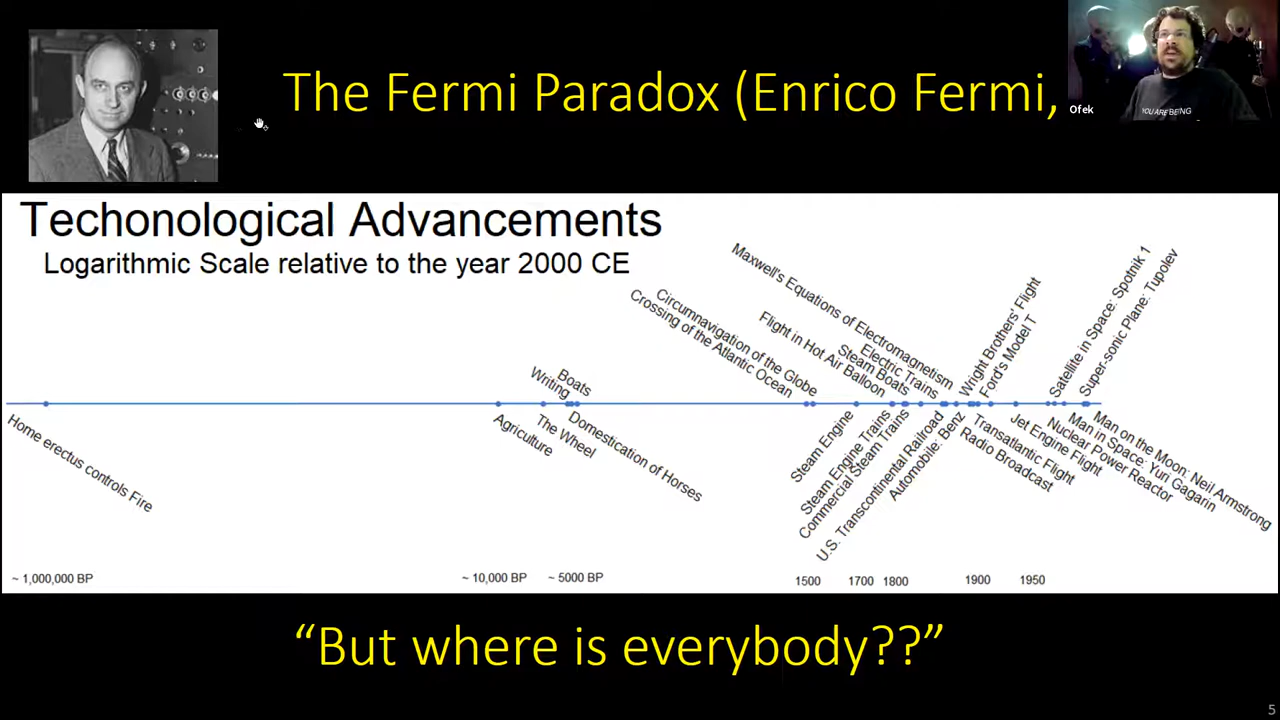 The Fermi Paradox (Enrico Fermi,
Ofek
YOU ARE BEING
Techonological Advancements
Logarithmic Scale relative to the year 2000 CE
Home erectus controls Fire
Agriculture
The Wheel
Writing
Boats
Domestication of Horses
Crossing of the Atlantic Ocean
Circumnavigation of the Globe
Steam Engine
Flight in Hot Air Balloon
Steam Engine Trains
Commercial Steam Trains
Steam Boats
Electric Trains
U.S. Transcontinental Railroad
Maxwell's Equations of Electromagnetism
Automobile: Benz
Wright Brothers' Flight
Ford's Model T
Radio Broadcast
Transatlantic Flight
Jet Engine Flight
Nuclear Power Reactor
Satellite in Space: Spotnik 1
Man in Space: Yuri Gagarin
Super-sonic Plane: Tupolev
Man on the Moon: Neil Armstrong
~ 1,000,000 BP
~ 10,000 BP
~ 5000 BP
1500
1700
1800
1900
1950
“But where is everybody??”
5